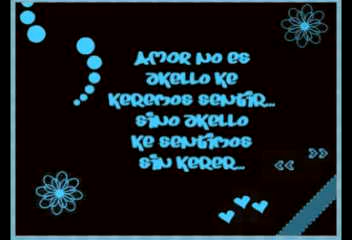 Amor no es
akello ke
keremos sentir...
sino akello
ke sentimos
sin kerer...